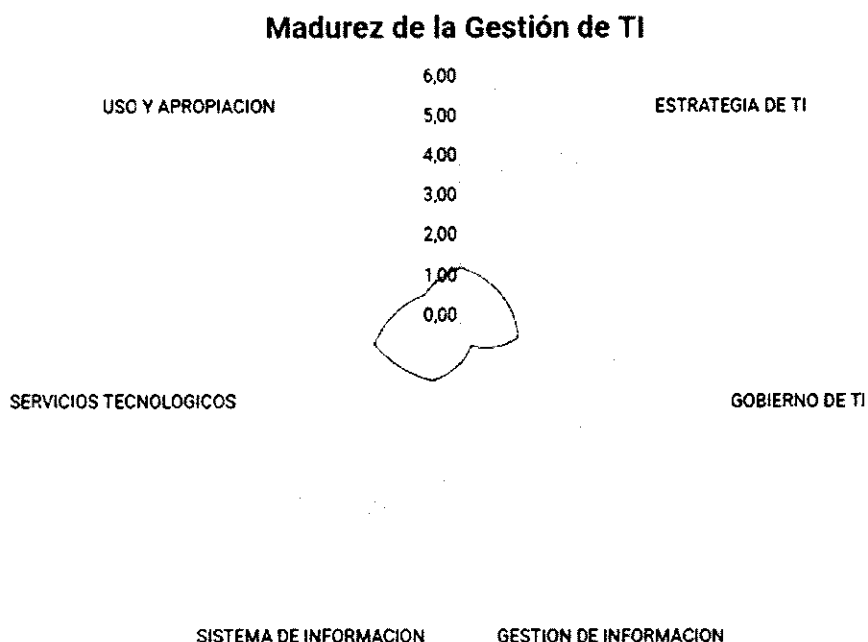 Madurez de la Gestión de TI
6,00
USO Y APROPIACION
ESTRATEGIA DE TI
5,00
4,00
3,00
2,00
1,00
0,00
SERVICIOS TECNOLOGICOS
GOBIERNO DE TI
SISTEMA DE INFORMACION
GESTION DE INFORMACION